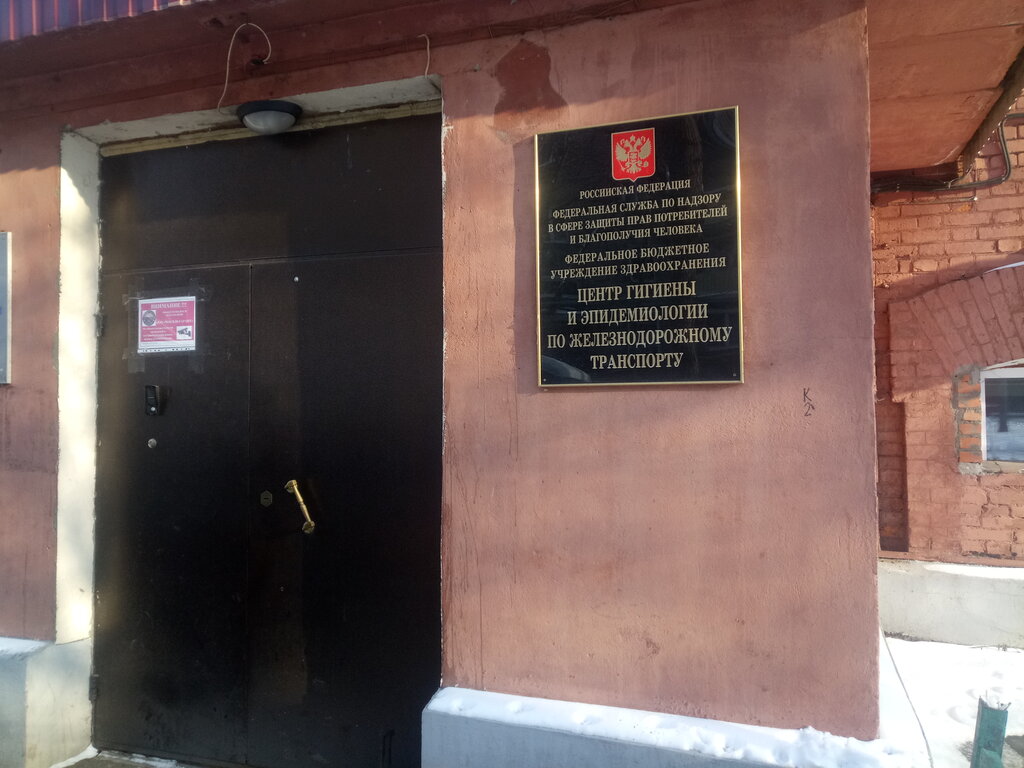 ВНИМАНИЕ !!!
РОССИЙСКАЯ ФЕДЕРАЦИЯ
ФЕДЕРАЛЬНАЯ СЛУЖБА ПО НАДЗОРУ
В СФЕРЕ ЗАЩИТЫ ПРАВ ПОТРЕБИТЕЛЕЙ
И БЛАГОПОЛУЧИЯ ЧЕЛОВЕКА
ФЕДЕРАЛЬНОЕ БЮДЖЕТНОЕ
УЧРЕЖДЕНИЕ ЗДРАВООХРАНЕНИЯ
ЦЕНТР ГИГИЕНЫ
И ЭПИДЕМИОЛОГИИ
ПО ЖЕЛЕЗНОДОРОЖНОМУ
ТРАНСПОРТУ
К
2